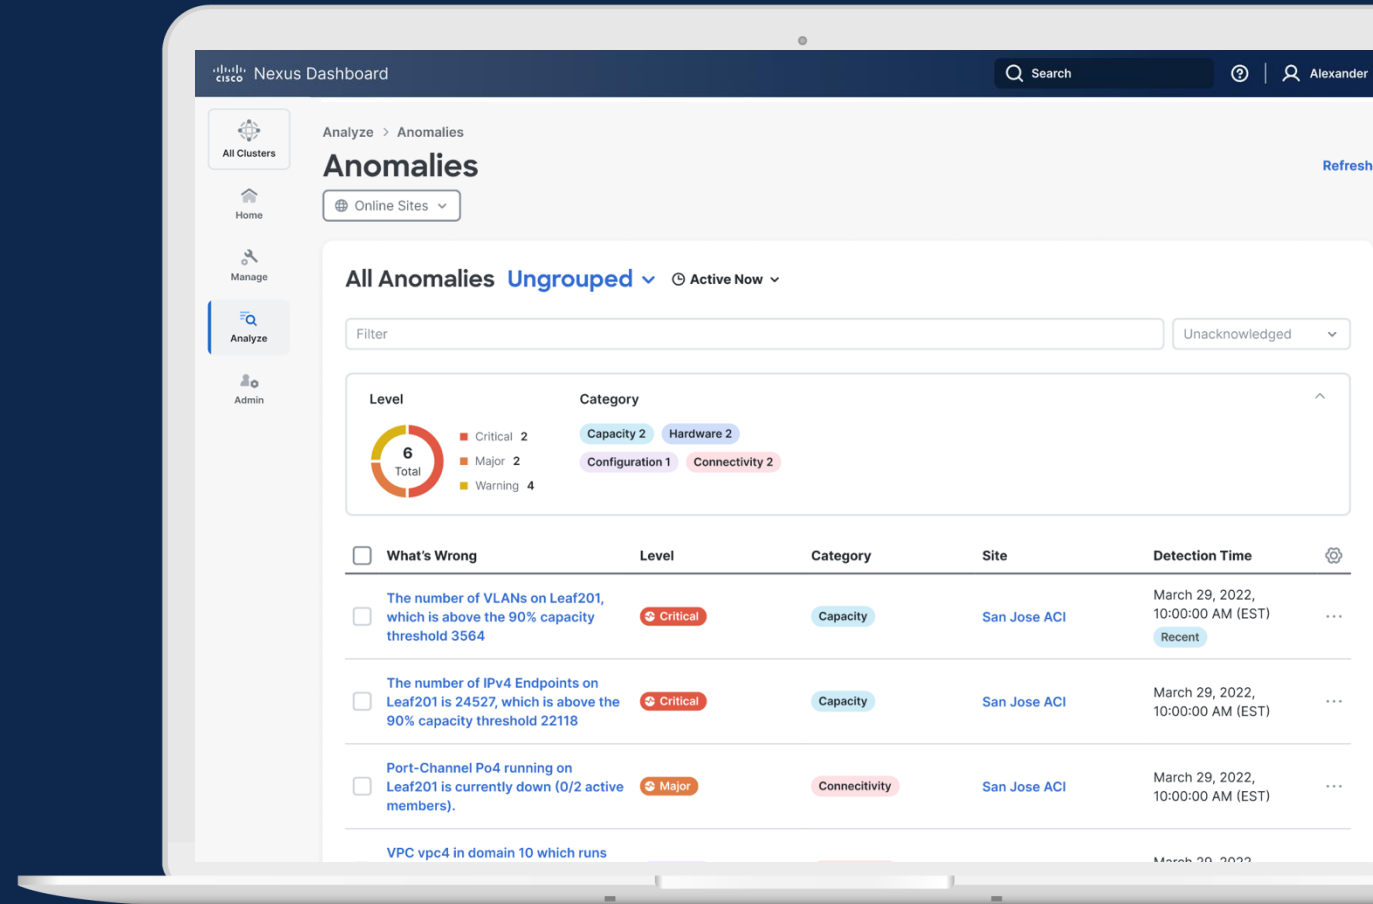 cisco Nexus Dashboard
Search
Alexander
All Clusters
Home
Manage
Analyze
Admin
Analyze > Anomalies
Anomalies
Refresh
Online Sites
All Anomalies Ungrouped Active Now
Filter
Unacknowledged
Level
Category
6
Total
Critical 2
Major 2
Warning 4
Capacity 2 Hardware 2
Configuration 1 Connectivity 2
What's Wrong Level Category Site Detection Time
The number of VLANs on Leaf201,
which is above the 90% capacity
threshold 3564
Critical
Capacity
San Jose ACI
March 29, 2022,
10:00:00 AM (EST)
Recent
The number of IPv4 Endpoints on
Leaf201 is 24527, which is above the
90% capacity threshold 22118
Critical
Capacity
San Jose ACI
March 29, 2022,
10:00:00 AM (EST)
Port-Channel Po4 running on
Leaf201 is currently down (0/2 active
members).
Major
Connecitivity
San Jose ACI
March 29, 2022,
10:00:00 AM (EST)
VPC vpc4 in domain 10 which runs
March 29, 2022